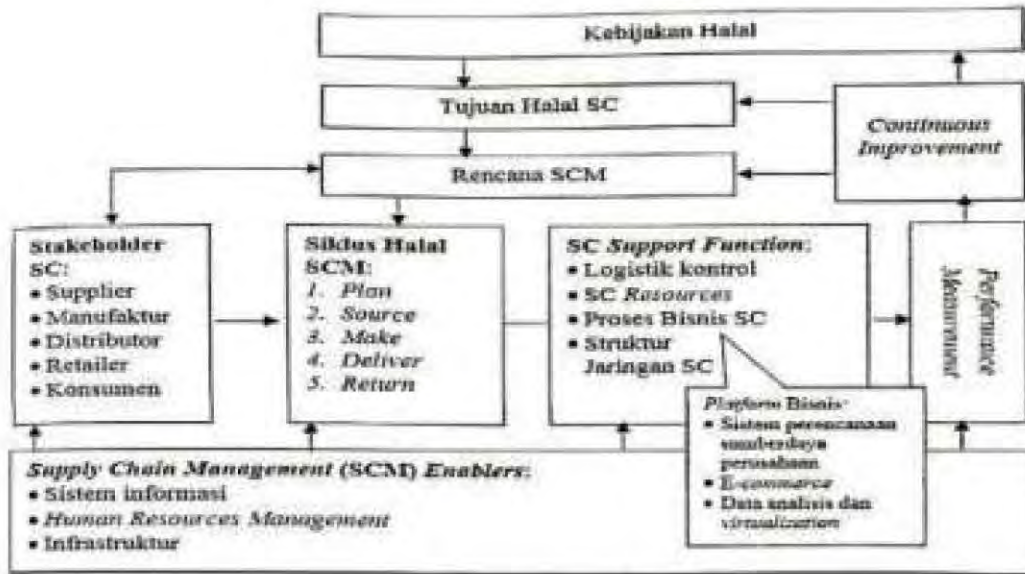 Kebijakan Halal
Tujuan Halal SC
Continuous
Improvement
Rencana SCM
Stakeholder
SC:
• Supplier
• Manufaktur
• Distributor
• Retailer
• Konsumen
Siklus Halal
SCM:
1. Plan
2. Source
3. Make
4. Deliver
5. Return
SC Support Function:
• Logistik kontrol
• SC Resources
• Proses Bisnis SC
• Struktur
Jaringan SC
Performance
Measurement
Platform Bisnis:
• Sistem perencanaan
sumberdaya
perusahaan
• E-commerce
• Data analisis dan
virtualization
Supply Chain Management (SCM) Enablers:
• Sistem informasi
• Human Resources Management
• Infrastruktur